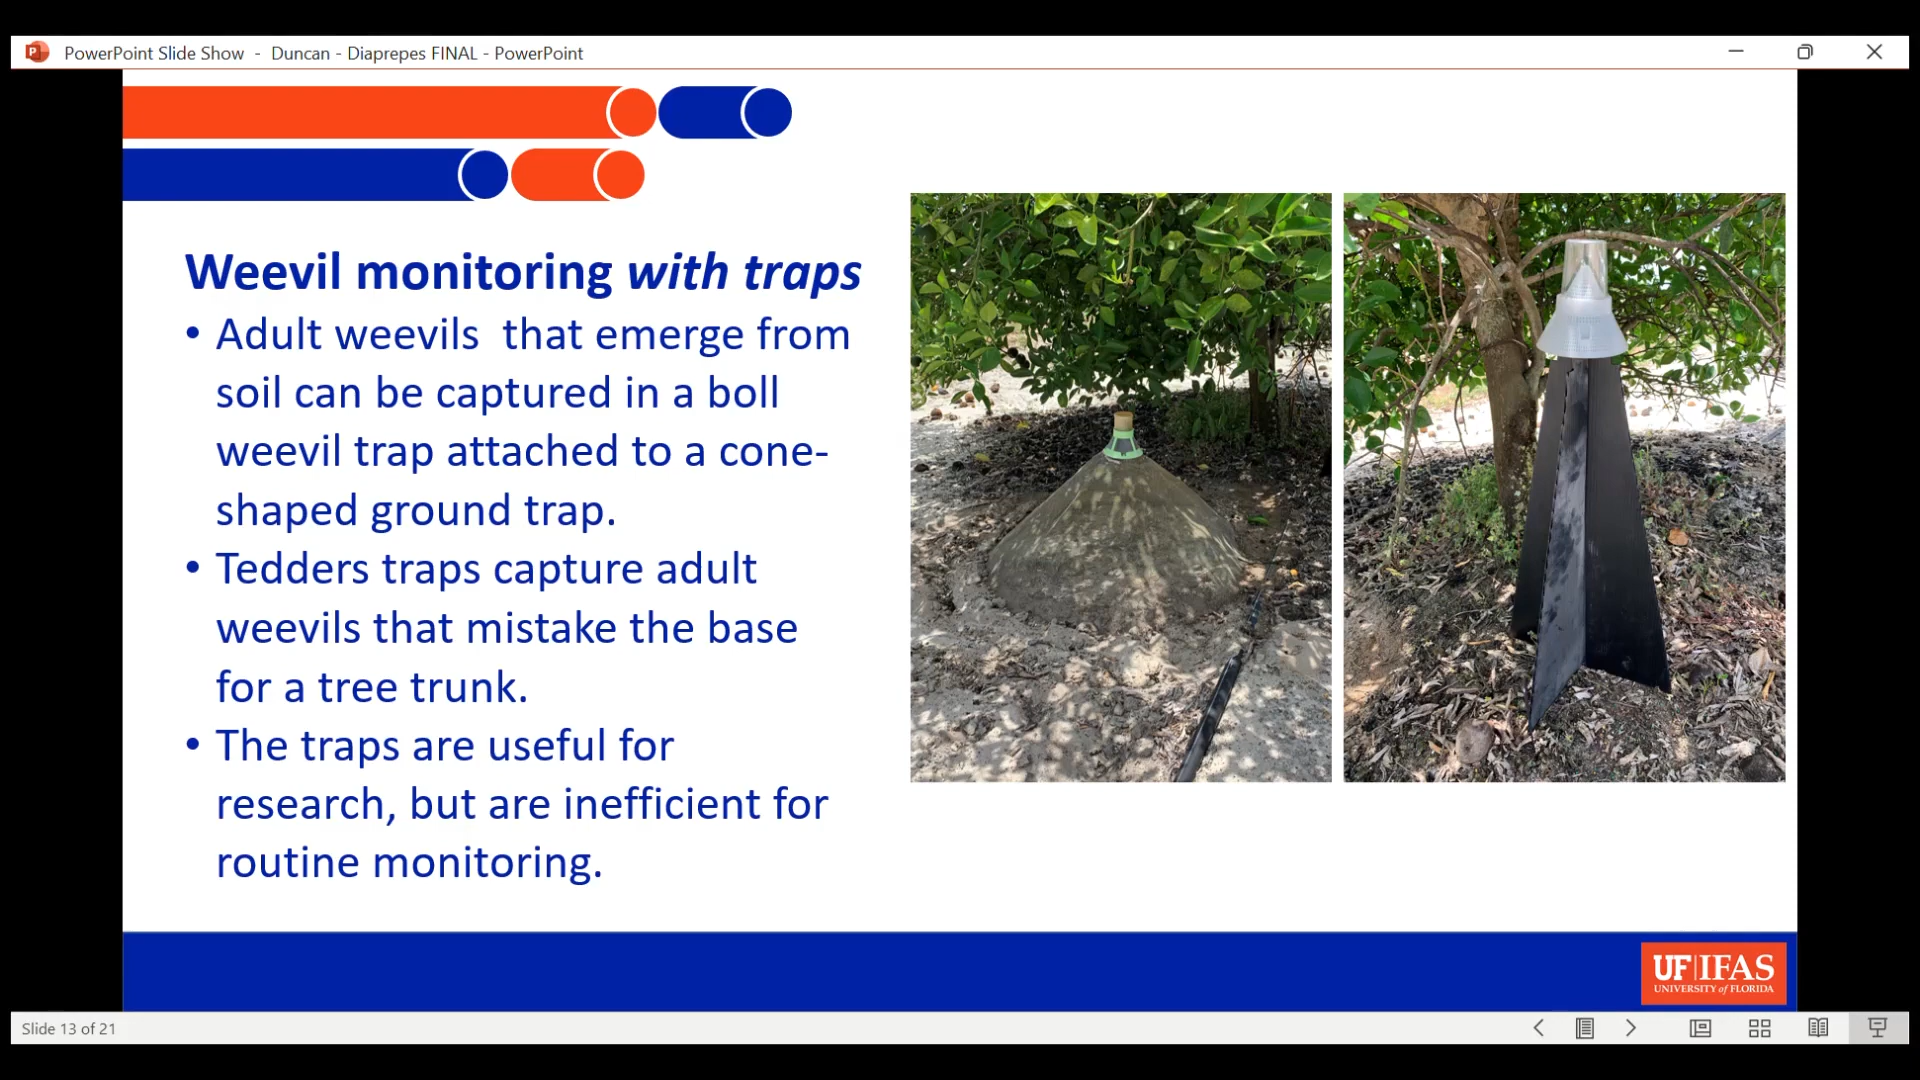 PowerPoint Slide Show - Duncan - Diaprepes FINAL - PowerPoint
Weevil monitoring with traps
• Adult weevils  that emerge from
soil can be captured in a boll
weevil trap attached to a cone-
shaped ground trap.
• Tedders traps capture adult
weevils that mistake the base
for a tree trunk.
• The traps are useful for
research, but are inefficient for
routine monitoring.
UF|IFAS
UNIVERSITY of FLORIDA
Slide 13 of 21